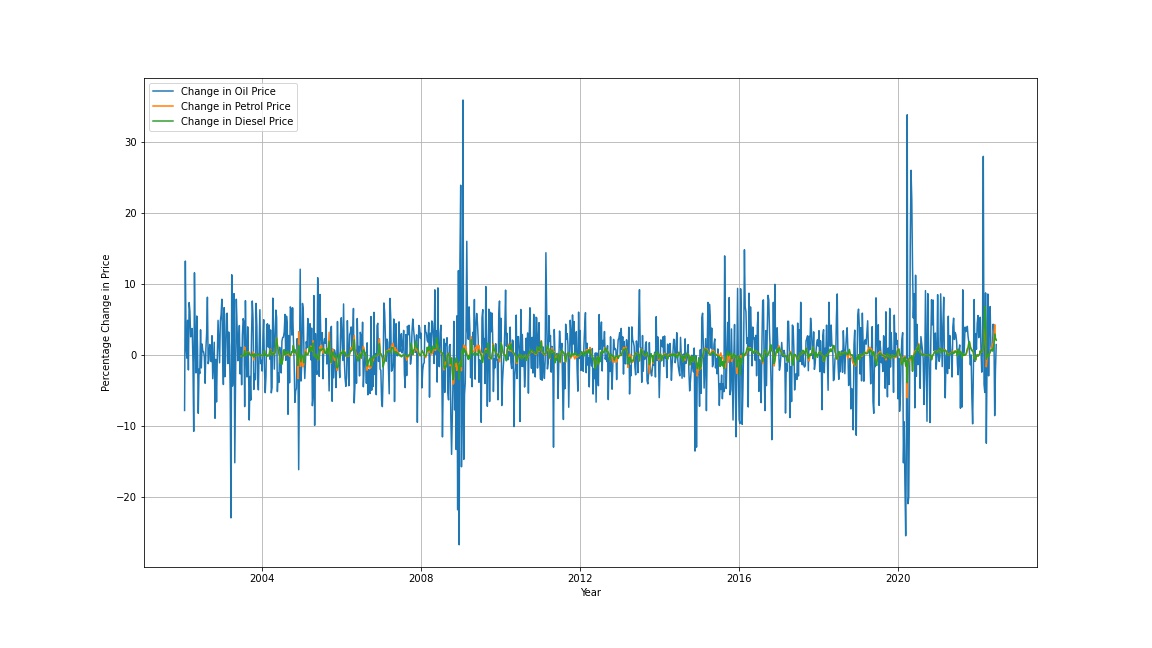 Change in Oil Price
Change in Petrol Price
Change in Diesel Price
30
20
10
0
−10
−20
Percentage Change in Price
2004 2008 2012 2016 2020
Year